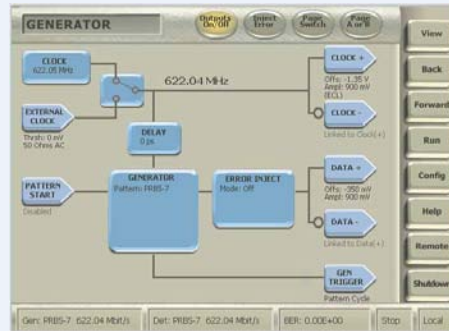 GENERATOR
Outputs On/Off
Inject Error
Page Switch
Page A or B
View
Back
Forward
Run
Config
Help
Remote
Shutdown
CLOCK
622.05 MHz
622.04 MHz
EXTERNAL CLOCK
Thrsh: 0 mV
50 Ohms AC
DELAY
0 ps
PATTERN START
Disabled
GENERATOR
Pattern: PRBS-7
ERROR INJECT
Mode: Off
CLOCK +
Offs: -1.35 V
Ampl: 900 mV
(ECL)
CLOCK -
Linked to Clock(+)
DATA +
Offs: -350 mV
Ampl: 900 mV
DATA -
Linked to Data(+)
GEN TRIGGER
Pattern Cycle
Gen: PRBS-7 622.04 Mbit/s
Det: PRBS-7 622.04 Mbit/s
BER: 0.00E+00
Stop
Local